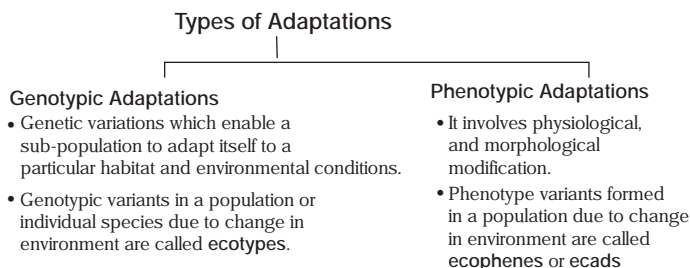 Types of Adaptations
Genotypic Adaptations
• Genetic variations which enable a
sub-population to adapt itself to a
particular habitat and environmental conditions.
• Genotypic variants in a population or
individual species due to change in
environment are called ecotypes.
Phenotypic Adaptations
• It involves physiological,
and morphological
modification.
• Phenotype variants formed
in a population due to change
in environment are called
ecophenes or ecads